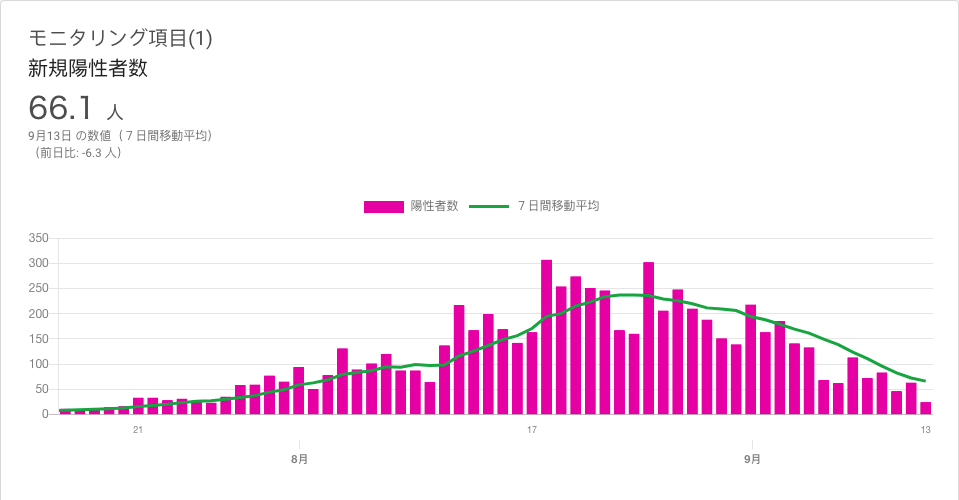 モニタリング項目(1)
新規陽性者数
66.1 人
9月13日 の数値（７日間移動平均）
（前日比: -6.3 人）
陽性者数 ７日間移動平均
350
300
250
200
150
100
50
0
21 17 13
8月 9月